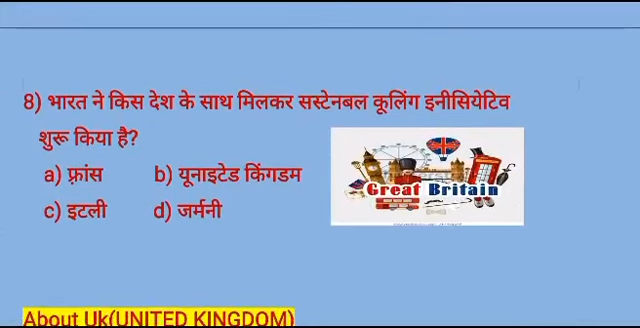 8) भारत ने किस देश के साथ मिलकर सस्टेनबल कूलिंग इनीसियेटिव
शुरू किया है?
a) फ़्रांस b) यूनाइटेड किंगडम
c) इटली d) जर्मनी
Great Britain
About Uk(UNITED KINGDOM)